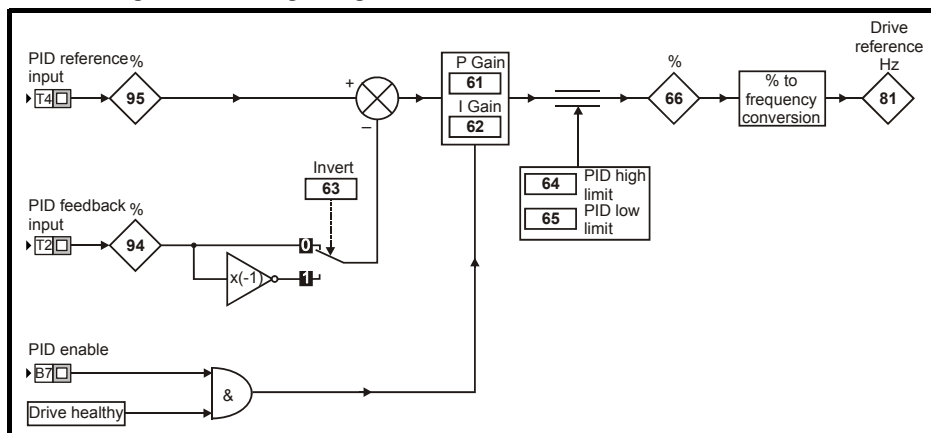 Drive
reference
Hz
PID reference
input
%
T4
95
+
–
P Gain
61
I Gain
62
%
66
% to
frequency
conversion
81
Invert
63
64
PID high
limit
65
PID low
limit
PID feedback
input
%
T2
94
0
x(-1)
1
PID enable
B7
&
Drive healthy